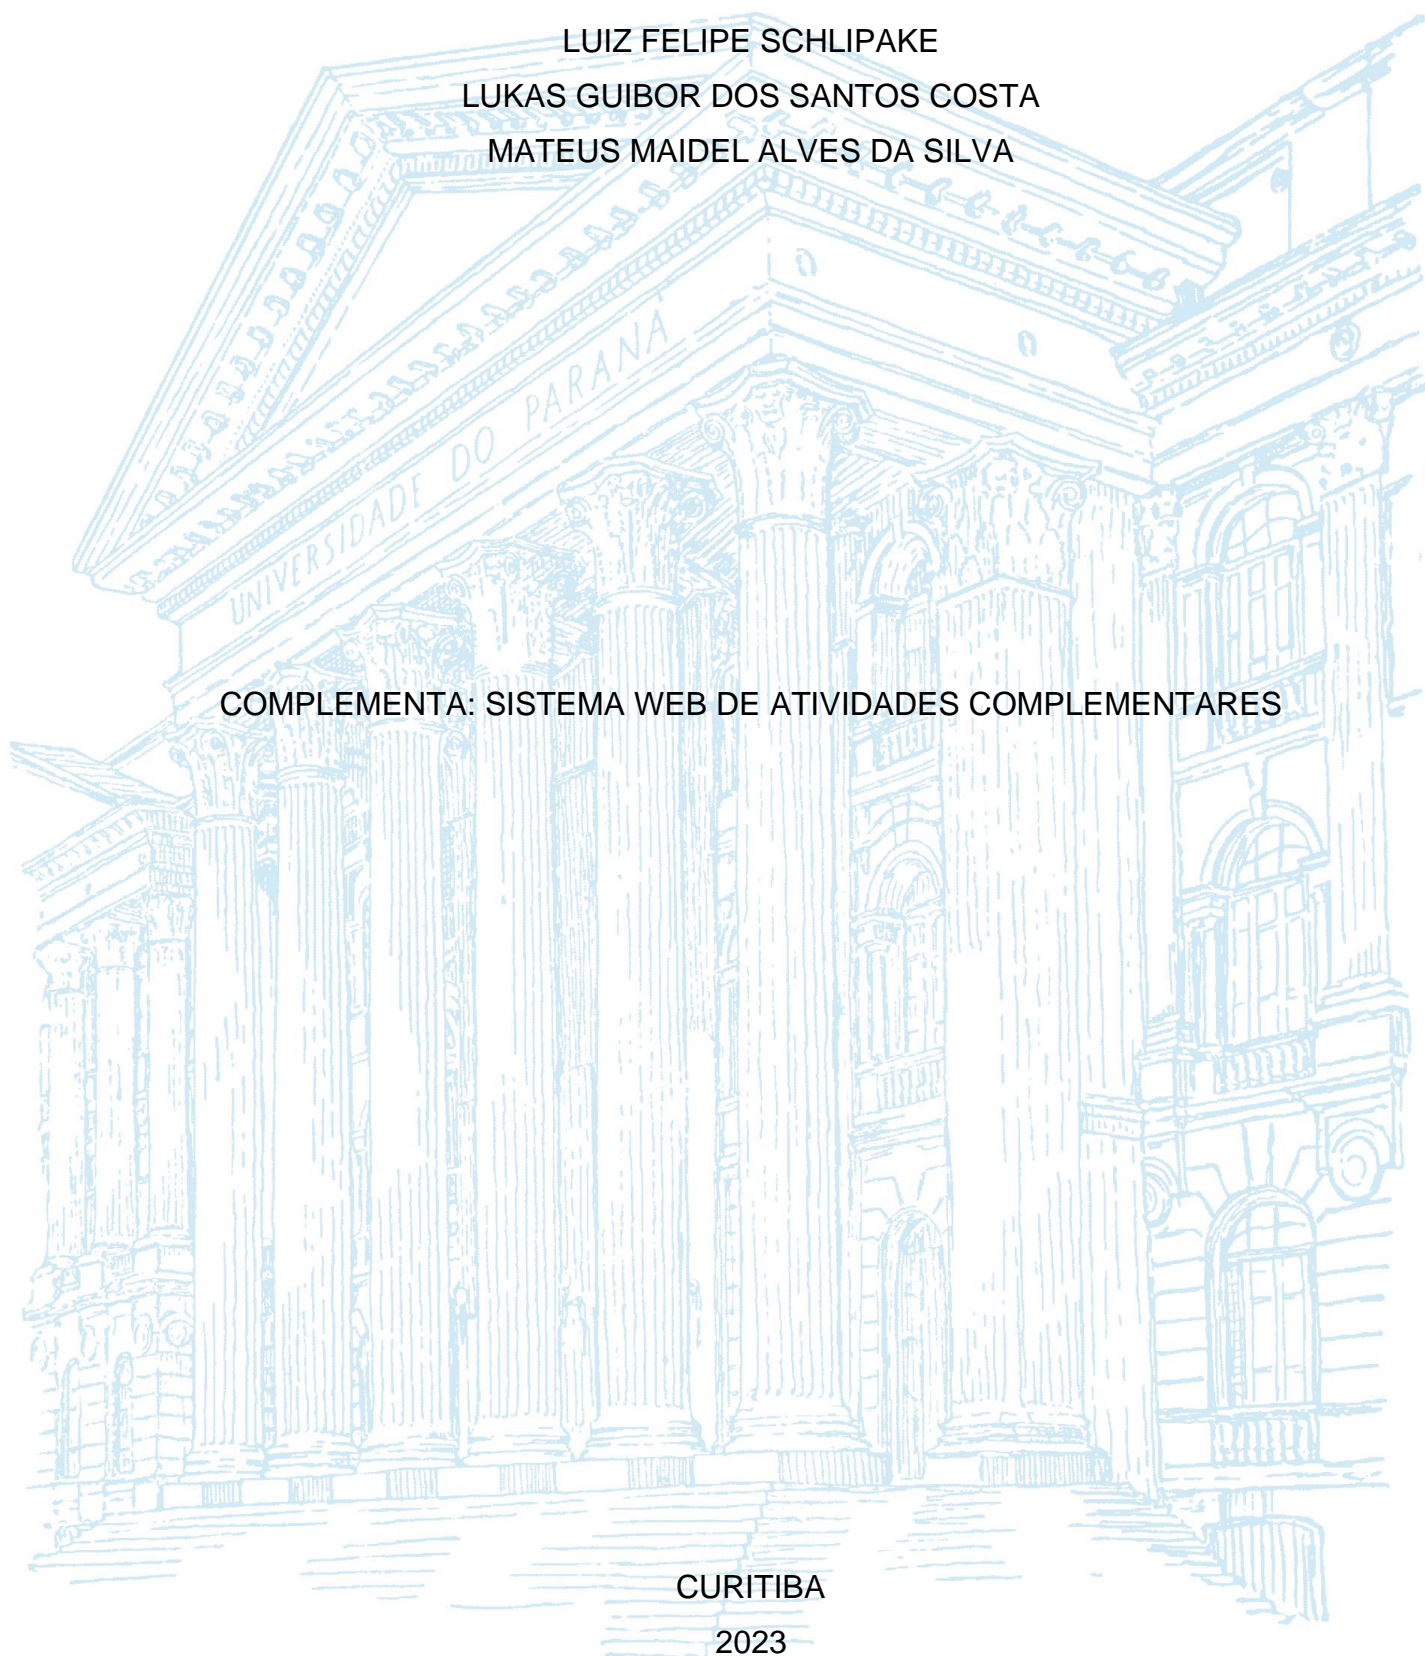 LUIZ FELIPE SCHLIPAKE
LUKAS GUIBOR DOS SANTOS COSTA
MATEUS MAIDEL ALVES DA SILVA
UNIVERSIDADE DO PARANÁ
COMPLEMENTA: SISTEMA WEB DE ATIVIDADES COMPLEMENTARES
CURITIBA
2023